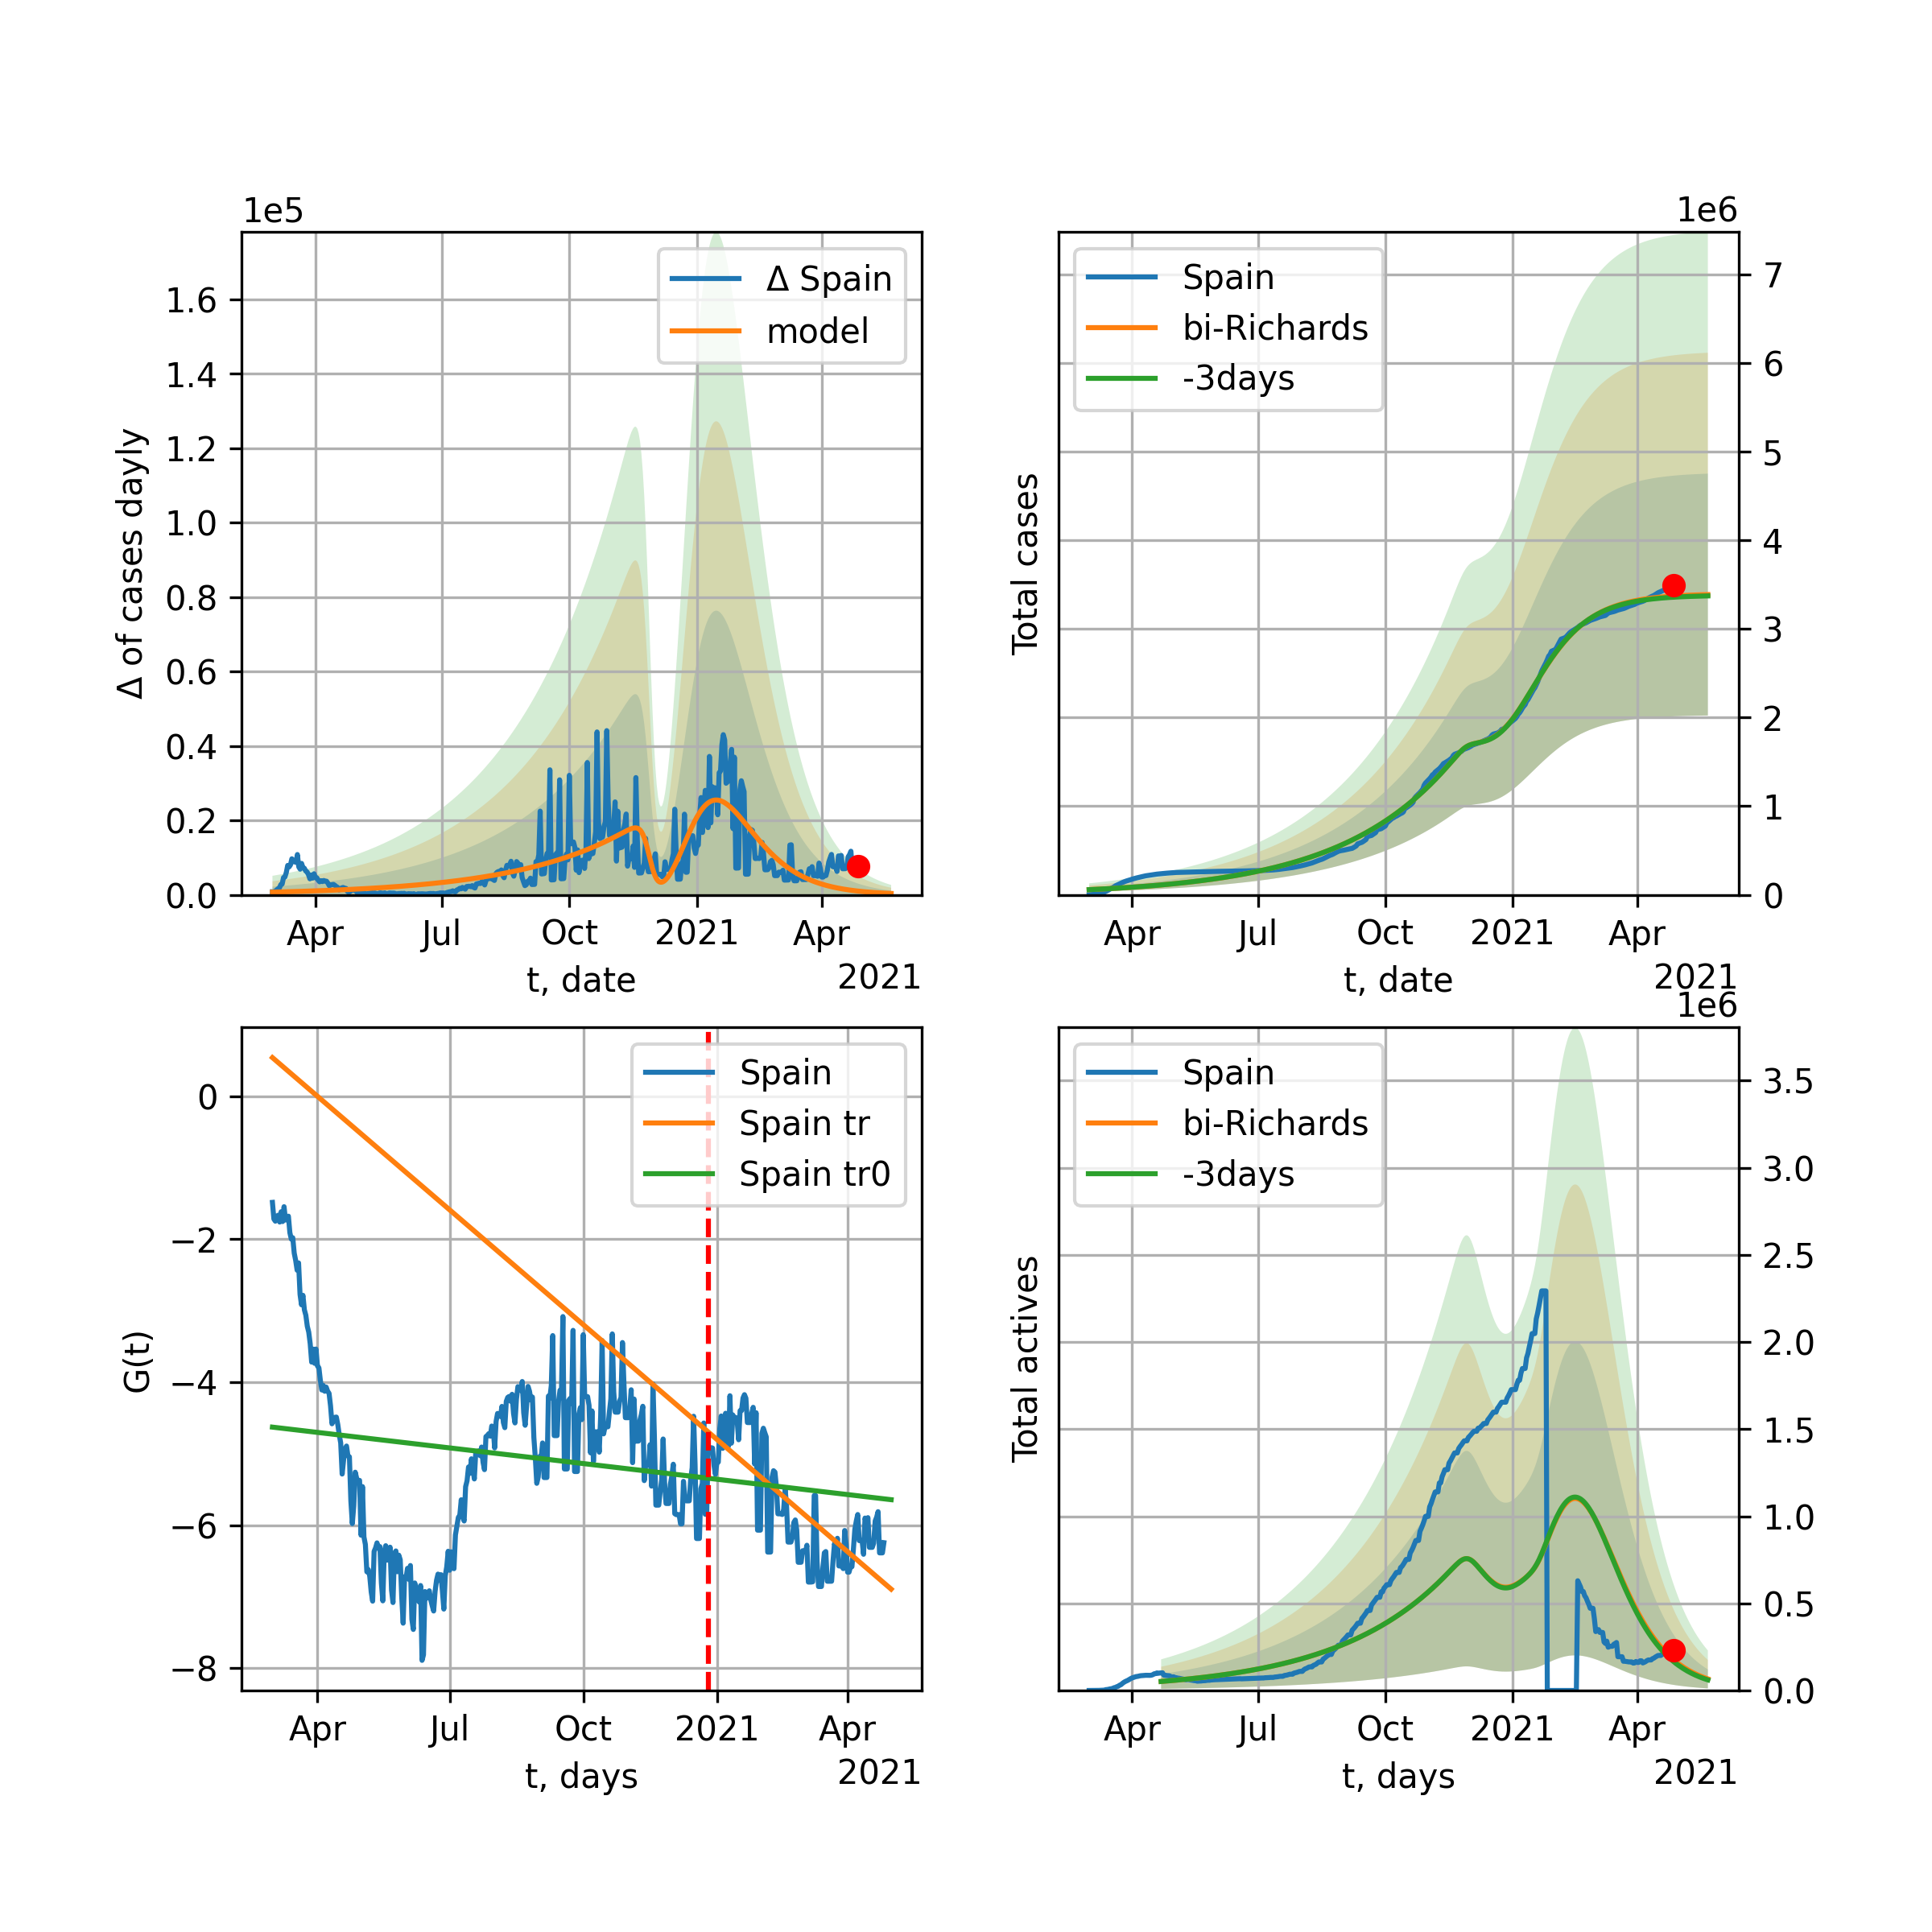 1e5
Δ of cases dayly
1.6
1.4
1.2
1.0
0.8
0.6
0.4
0.2
0.0
Δ Spain
model
Apr
Jul
Oct
2021
Apr
t, date
2021
1e6
Total cases
Spain
bi-Richards
-3days
7
6
5
4
3
2
1
0
Apr
Jul
Oct
2021
Apr
t, date
2021
G(t)
0
−2
−4
−6
−8
Spain
Spain tr
Spain tr0
Apr
Jul
Oct
2021
Apr
t, days
2021
1e6
Total actives
Spain
bi-Richards
-3days
3.5
3.0
2.5
2.0
1.5
1.0
0.5
0.0
Apr
Jul
Oct
2021
Apr
t, days
2021